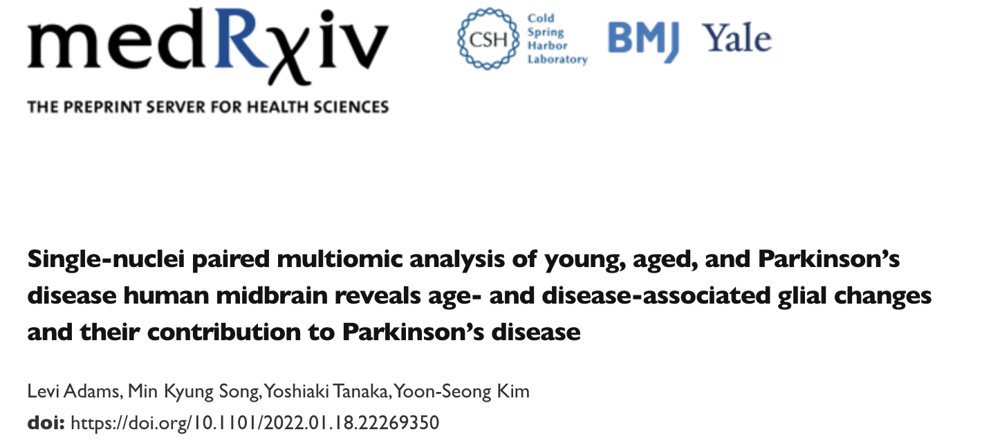 medRχiv
THE PREPRINT SERVER FOR HEALTH SCIENCES
CSH
Cold
Spring
Harbor
Laboratory
BMJ
Yale
Single-nuclei paired multiomic analysis of young, aged, and Parkinson’s
disease human midbrain reveals age- and disease-associated glial changes
and their contribution to Parkinson’s disease
Levi Adams, Min Kyung Song, Yoshiaki Tanaka, Yoon-Seong Kim
doi: https://doi.org/10.1101/2022.01.18.22269350